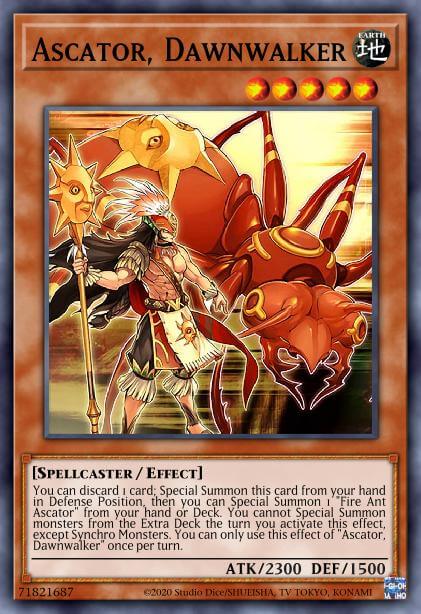 ASCATOR, DAWNWALKER
EARTH
地
[SPELLCASTER / EFFECT]
You can discard 1 card; Special Summon this card from your hand
in Defense Position, then you can Special Summon 1 "Fire Ant
Ascator" from your hand or Deck. You cannot Special Summon
monsters from the Extra Deck the turn you activate this effect,
except Synchro Monsters. You can only use this effect of "Ascator,
Dawnwalker" once per turn.
ATK/2300 DEF/1500
71821687
©2020 Studio Dice/SHUEISHA, TV TOKYO, KONAMI